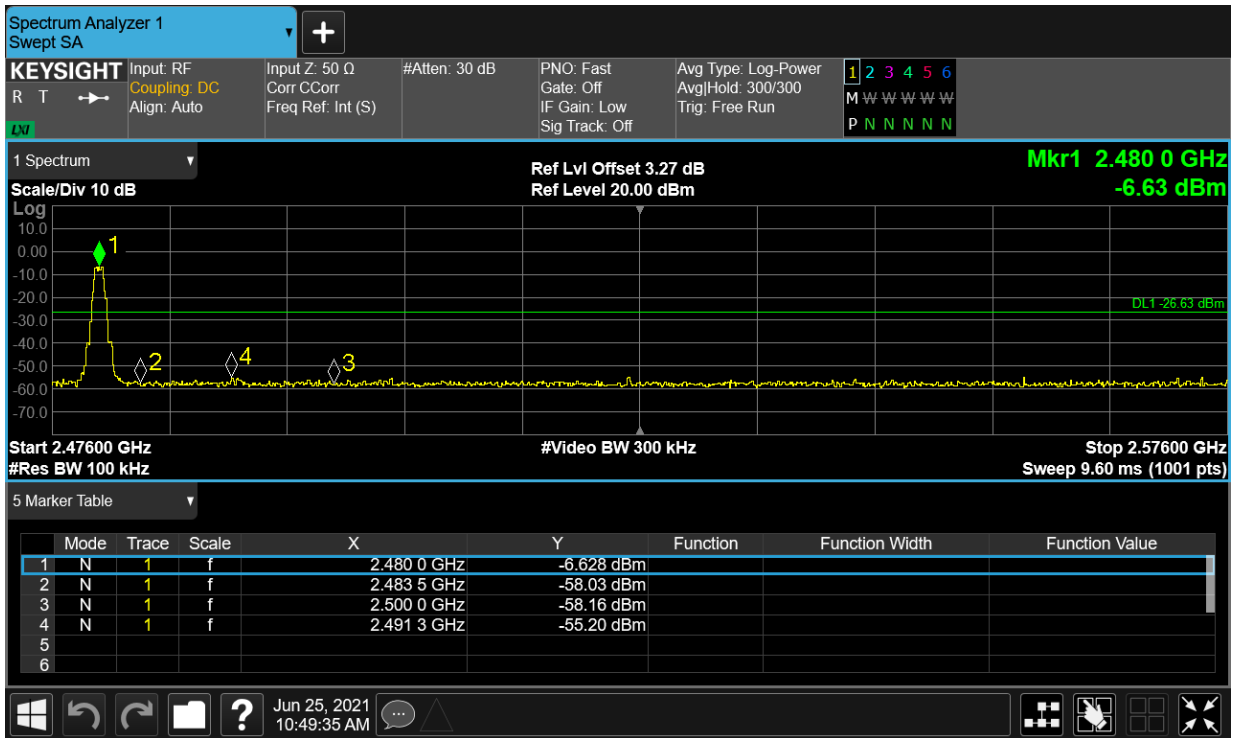 Spectrum Analyzer 1
Swept SA
KEYSIGHT
R T
LXI
Input: RF
Coupling: DC
Align: Auto
Input Z: 50 Ω
Corr CCorr
Freq Ref: Int (S)
#Atten: 30 dB
PNO: Fast
Gate: Off
IF Gain: Low
Sig Track: Off
Avg Type: Log-Power
Avg|Hold: 300/300
Trig: Free Run
1 2 3 4 5 6
M W W W W W
P N N N N N
1 Spectrum
Scale/Div 10 dB
Ref Lvl Offset 3.27 dB
Ref Level 20.00 dBm
Mkr1 2.480 0 GHz
-6.63 dBm
Log
10.0
0.00
-10.0
-20.0
-30.0
-40.0
-50.0
-60.0
-70.0
1
2
4
3
DL1 -26.63 dBm
Start 2.47600 GHz
#Video BW 300 kHz
Stop 2.57600 GHz
#Res BW 100 kHz
Sweep 9.60 ms (1001 pts)
5 Marker Table
Mode Trace Scale X Y Function Function Width Function Value
1 N 1 f 2.480 0 GHz -6.628 dBm
2 N 1 f 2.483 5 GHz -58.03 dBm
3 N 1 f 2.500 0 GHz -58.16 dBm
4 N 1 f 2.491 3 GHz -55.20 dBm
5
6
?
Jun 25, 2021
10:49:35 AM